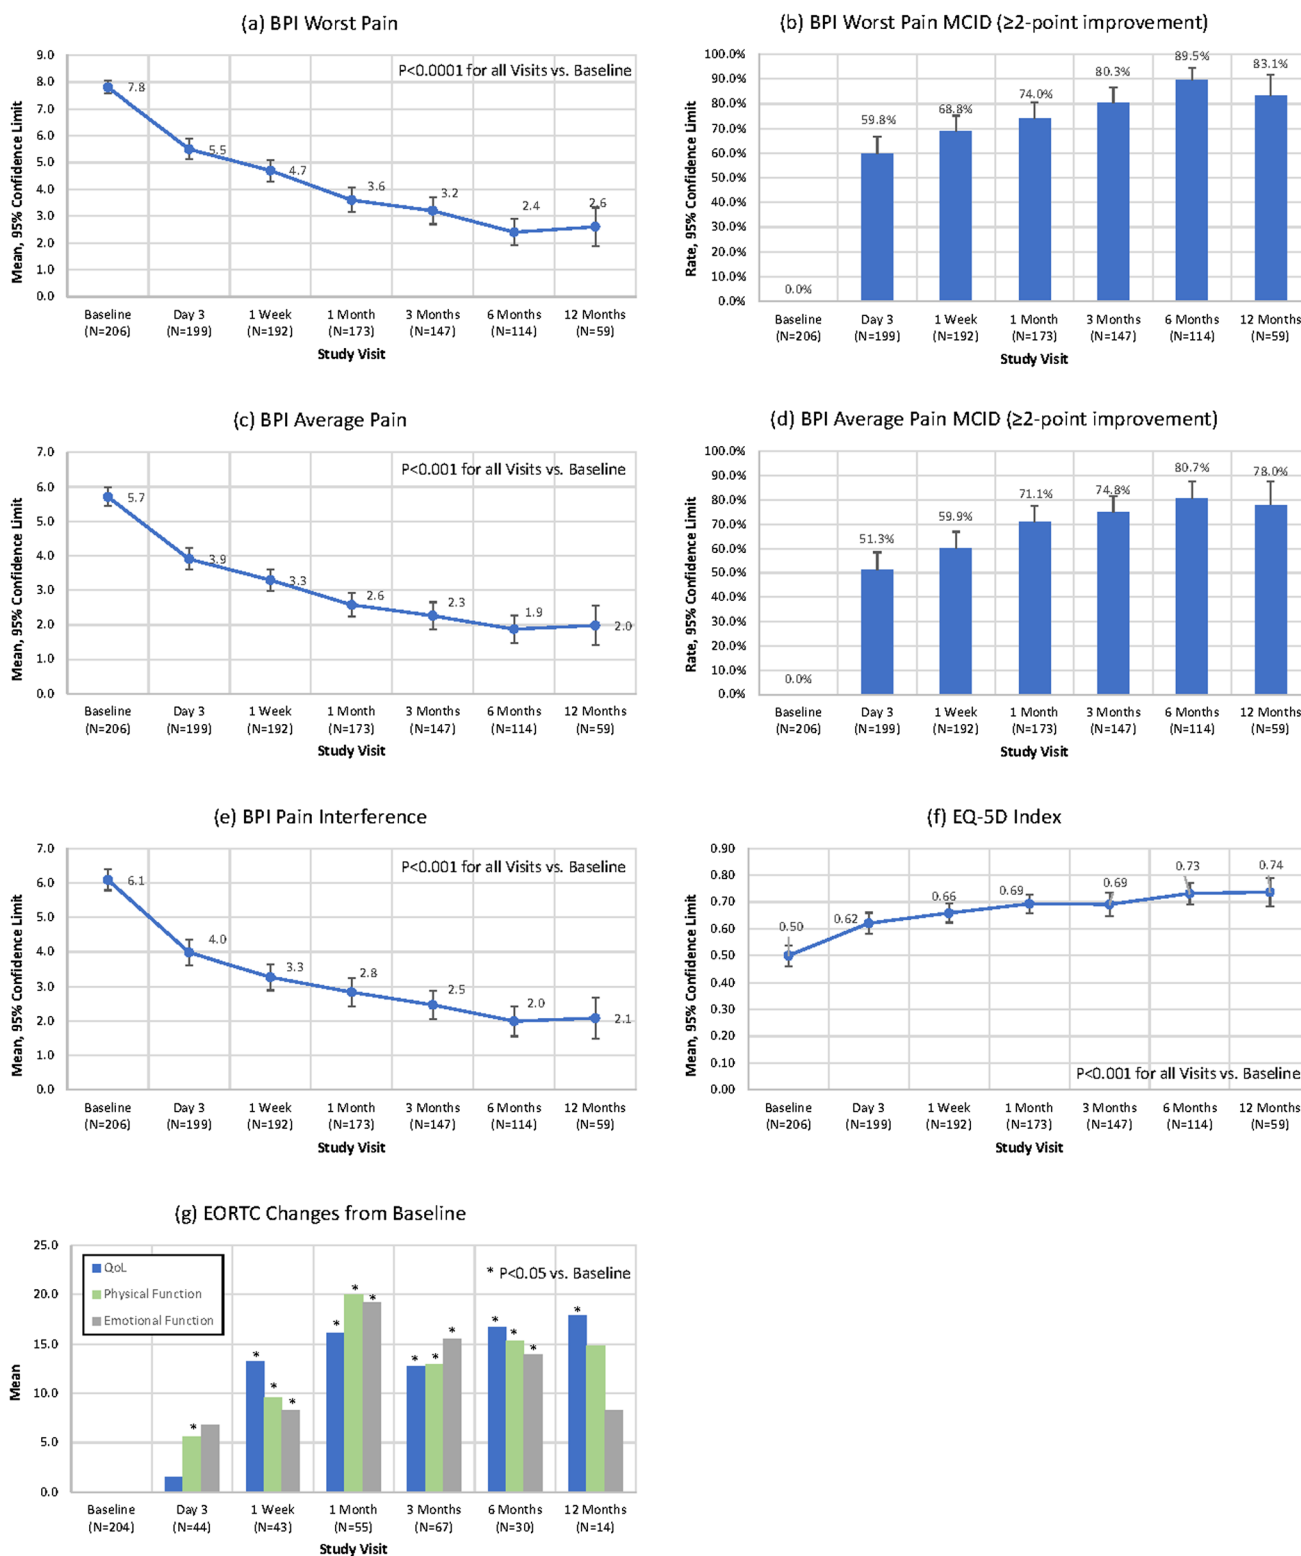 (a) BPI Worst Pain
P<0.0001 for all Visits vs. Baseline
Mean, 95% Confidence Limit
9.0
8.0
7.0
6.0
5.0
4.0
3.0
2.0
1.0
0.0
7.8
5.5
4.7
3.6
3.2
2.4
2.6
Baseline Day 3 1 Week 1 Month 3 Months 6 Months 12 Months
(N=206) (N=199) (N=192) (N=173) (N=147) (N=114) (N=59)
Study Visit
(b) BPI Worst Pain MCID (≥2-point improvement)
Rate, 95% Confidence Limit
100.0%
90.0%
80.0%
70.0%
60.0%
50.0%
40.0%
30.0%
20.0%
10.0%
0.0%
0.0%
59.8%
68.8%
74.0%
80.3%
89.5%
83.1%
Baseline Day 3 1 Week 1 Month 3 Months 6 Months 12 Months
(N=206) (N=199) (N=192) (N=173) (N=147) (N=114) (N=59)
Study Visit
(c) BPI Average Pain
P<0.001 for all Visits vs. Baseline
Mean, 95% Confidence Limit
7.0
6.0
5.0
4.0
3.0
2.0
1.0
0.0
5.7
3.9
3.3
2.6
2.3
1.9
2.0
Baseline Day 3 1 Week 1 Month 3 Months 6 Months 12 Months
(N=206) (N=199) (N=192) (N=173) (N=147) (N=114) (N=59)
Study Visit
(d) BPI Average Pain MCID (≥2-point improvement)
Rate, 95% Confidence Limit
100.0%
90.0%
80.0%
70.0%
60.0%
50.0%
40.0%
30.0%
20.0%
10.0%
0.0%
0.0%
51.3%
59.9%
71.1%
74.8%
80.7%
78.0%
Baseline Day 3 1 Week 1 Month 3 Months 6 Months 12 Months
(N=206) (N=199) (N=192) (N=173) (N=147) (N=114) (N=59)
Study Visit
(e) BPI Pain Interference
P<0.001 for all Visits vs. Baseline
Mean, 95% Confidence Limit
7.0
6.0
5.0
4.0
3.0
2.0
1.0
0.0
6.1
4.0
3.3
2.8
2.5
2.0
2.1
Baseline Day 3 1 Week 1 Month 3 Months 6 Months 12 Months
(N=206) (N=199) (N=192) (N=173) (N=147) (N=114) (N=59)
Study Visit
(f) EQ-5D Index
Mean, 95% Confidence Limit
0.90
0.80
0.70
0.60
0.50
0.40
0.30
0.20
0.10
0.00
0.50
0.62
0.66
0.69
0.69
0.73
0.74
P<0.001 for all Visits vs. Baseline
Baseline Day 3 1 Week 1 Month 3 Months 6 Months 12 Months
(N=206) (N=199) (N=192) (N=173) (N=147) (N=114) (N=59)
Study Visit
(g) EORTC Changes from Baseline
Mean
25.0
20.0
15.0
10.0
5.0
0.0
QoL
Physical Function
Emotional Function
* P<0.05 vs. Baseline
*
* * *
* * *
* * *
* * *
*
Baseline Day 3 1 Week 1 Month 3 Months 6 Months 12 Months
(N=204) (N=44) (N=43) (N=55) (N=67) (N=30) (N=14)
Study Visit